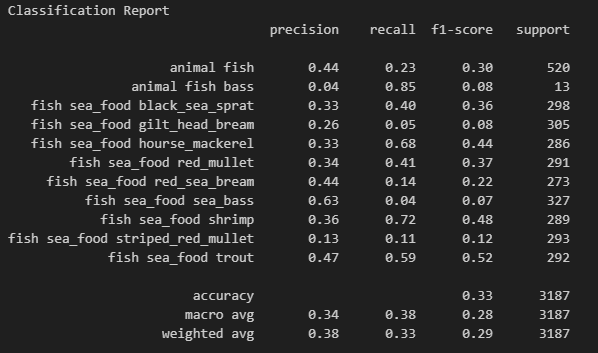 Classification Report
precision recall f1-score support
animal fish 0.44 0.23 0.30 520
animal fish bass 0.04 0.85 0.08 13
fish sea_food black_sea_sprat 0.33 0.40 0.36 298
fish sea_food gilt_head_bream 0.26 0.05 0.08 305
fish sea_food hourse_mackerel 0.33 0.68 0.44 286
fish sea_food red_mullet 0.34 0.41 0.37 291
fish sea_food red_sea_bream 0.44 0.14 0.22 273
fish sea_food sea_bass 0.63 0.04 0.07 327
fish sea_food shrimp 0.36 0.72 0.48 289
fish sea_food striped_red_mullet 0.13 0.11 0.12 293
fish sea_food trout 0.47 0.59 0.52 292
accuracy 0.33 3187
macro avg 0.34 0.38 0.28 3187
weighted avg 0.38 0.33 0.29 3187